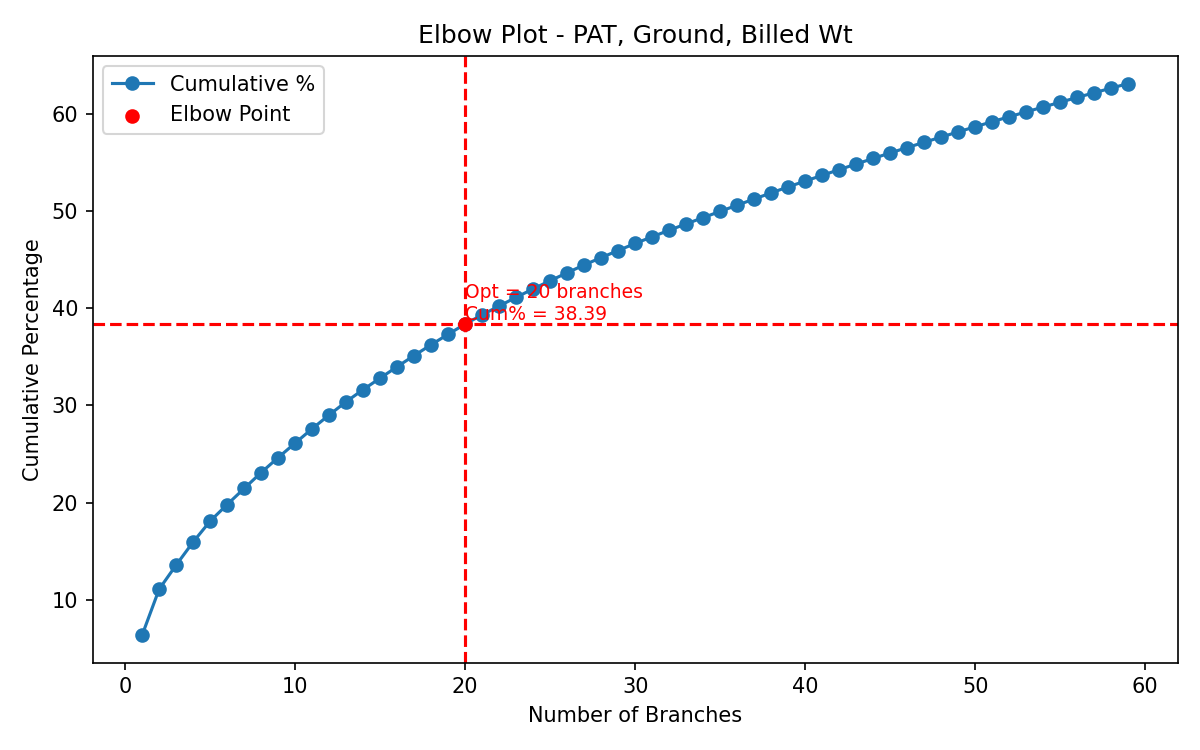 Elbow Plot - PAT, Ground, Billed Wt
Cumulative %
Elbow Point
Cumulative Percentage
60
50
40
30
20
10
Opt = 20 branches
Cum% = 38.39
0
10
20
30
40
50
60
Number of Branches